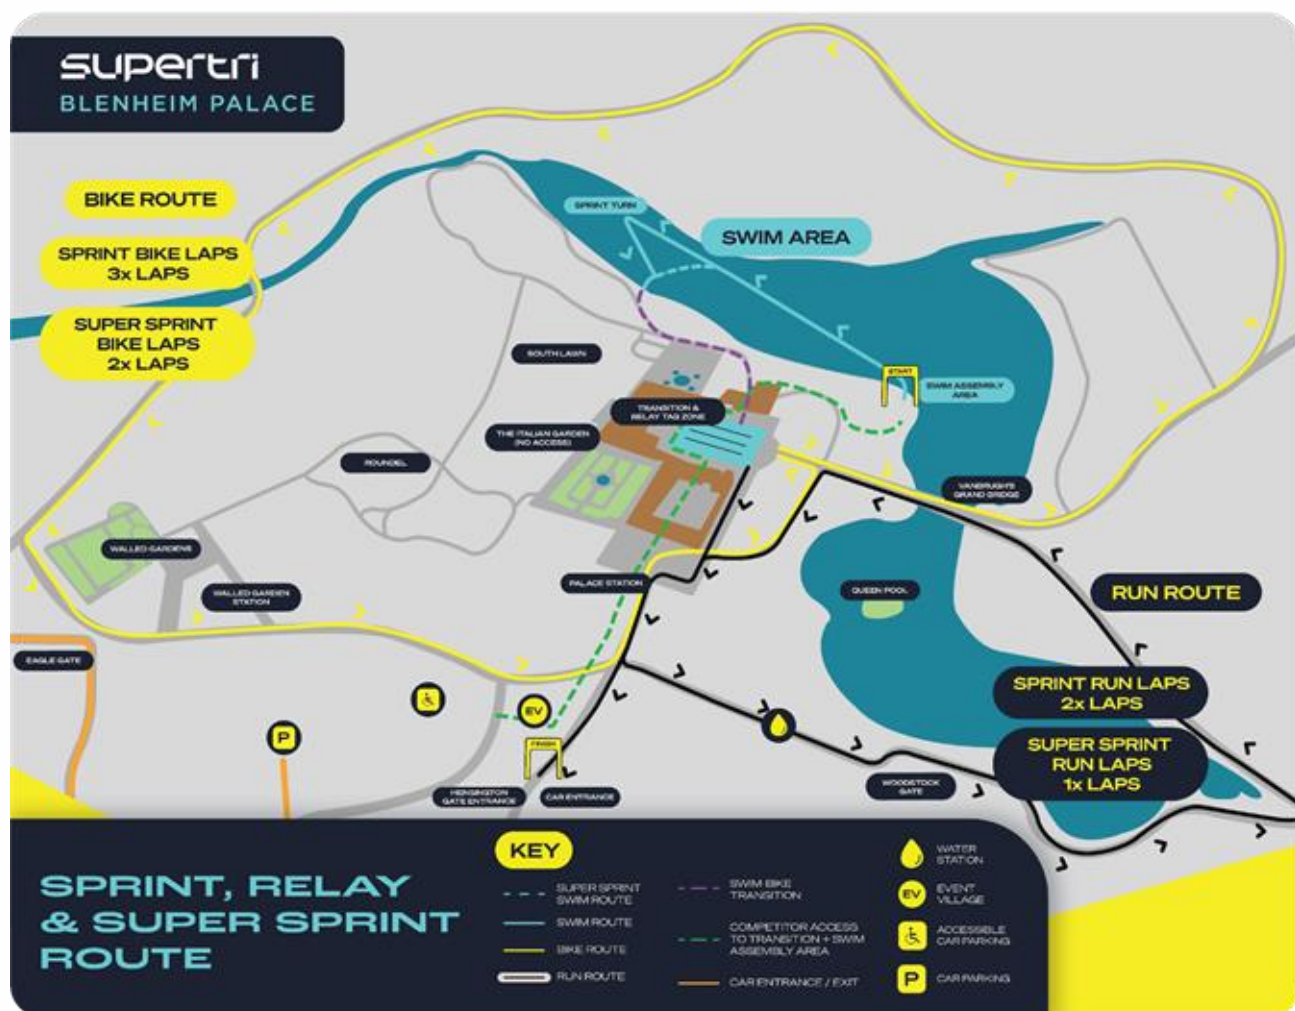 supertri
BLENHEIM PALACE
BIKE ROUTE
SPRINT BIKE LAPS
3x LAPS
SUPER SPRINT
BIKE LAPS
2x LAPS
SPRINT TURN
SWIM AREA
START
SWIM ASSEMBLY
AREA
SOUTH LAWN
TRANSITION &
RELAY TAG ZONE
THE ITALIAN GARDEN
(NO ACCESS)
ROUNDEL
VANBRUGH'S
GRAND BRIDGE
WALLED GARDENS
WALLED GARDEN
STATION
PALACE STATION
QUEEN POOL
RUN ROUTE
EAGLE GATE
SPRINT RUN LAPS
2x LAPS
SUPER SPRINT
RUN LAPS
1x LAPS
P
EV
FINISH
WOODSTOCK
GATE
HENSINGTON
GATE ENTRANCE
CAR ENTRANCE
SPRINT, RELAY
& SUPER SPRINT
ROUTE
KEY
SUPER SPRINT
SWIM ROUTE
SWIM ROUTE
BIKE ROUTE
RUN ROUTE
SWIM-BIKE
TRANSITION
COMPETITOR ACCESS
TO TRANSITION + SWIM
ASSEMBLY AREA
CAR ENTRANCE / EXIT
WATER
STATION
EV
EVENT
VILLAGE
ACCESSIBLE
CAR PARKING
P
CAR PARKING